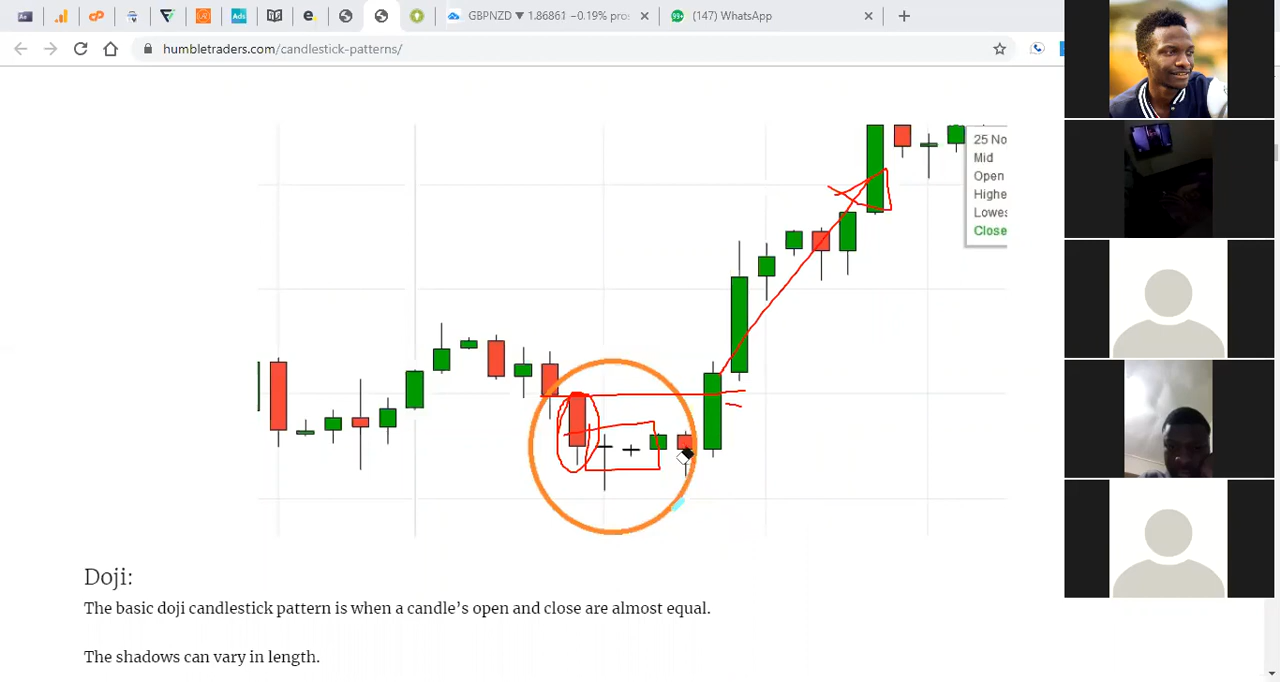 Ads
GBPNZD ▼ 1.86861 −0.19% pro:
99+ (147) WhatsApp
humbletraders.com/candlestick-patterns/
25 No
Mid
Open
Highe
Lowes
Close
Doji:
The basic doji candlestick pattern is when a candle's open and close are almost equal.
The shadows can vary in length.